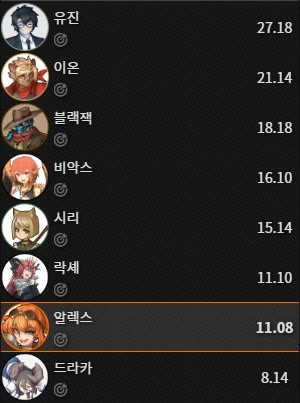 유진
27.18
이온
21.14
블랙잭
18.18
비악스
16.10
시리
15.14
락셰
11.10
알렉스
11.08
드라카
8.14